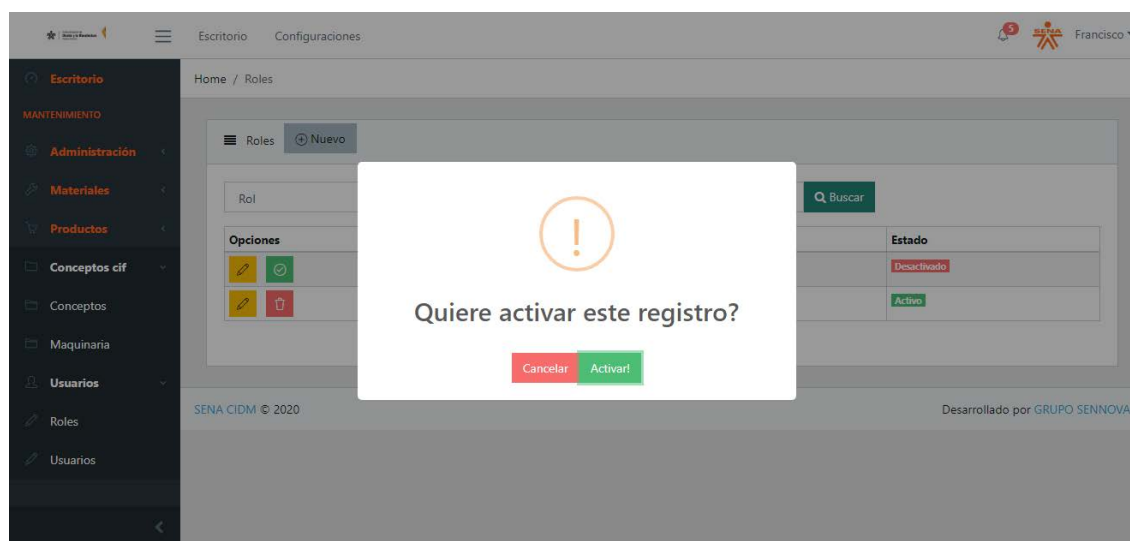 Escritorio Configuraciones 5 SENA Francisco
Escritorio
Home / Roles
MANTENIMIENTO
Roles Nuevo
Administración
Materiales
Rol
Buscar
Productos
Opciones
Estado
Conceptos cif
Desactivado
Conceptos
Activo
Quiere activar este registro?
Maquinaria
Cancelar Activar!
Usuarios
SENA CIDM © 2020
Desarrollado por GRUPO SENNOVA
Roles
Usuarios